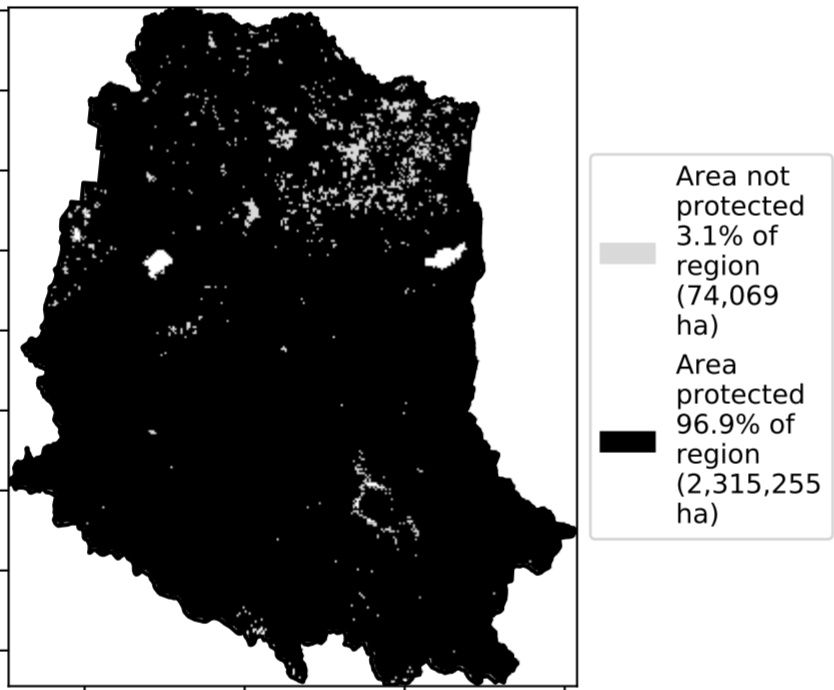 Area not
protected
3.1% of
region
(74,069
ha)
Area
protected
96.9% of
region
(2,315,255
ha)